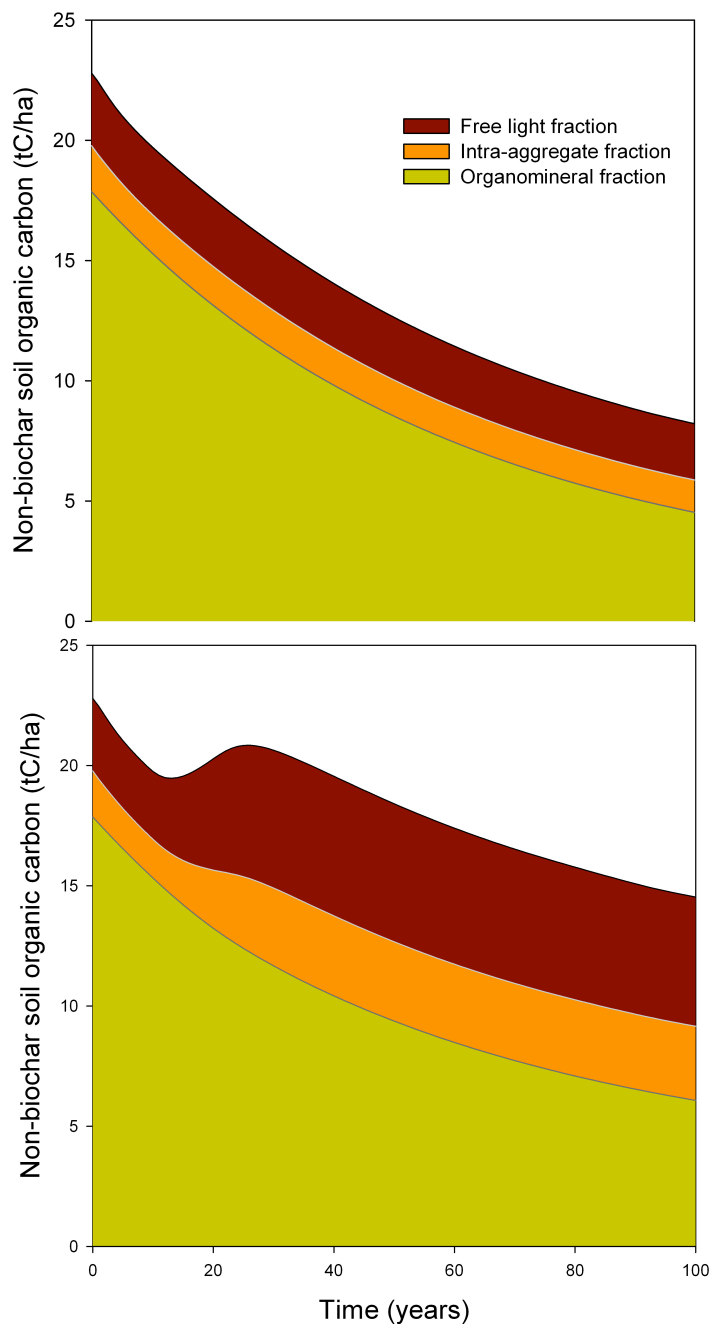 25
20
15
10
5
0
Non-biochar soil organic carbon (tC/ha)
Free light fraction
Intra-aggregate fraction
Organomineral fraction
25
20
15
10
5
0
Non-biochar soil organic carbon (tC/ha)
0 20 40 60 80 100
Time (years)